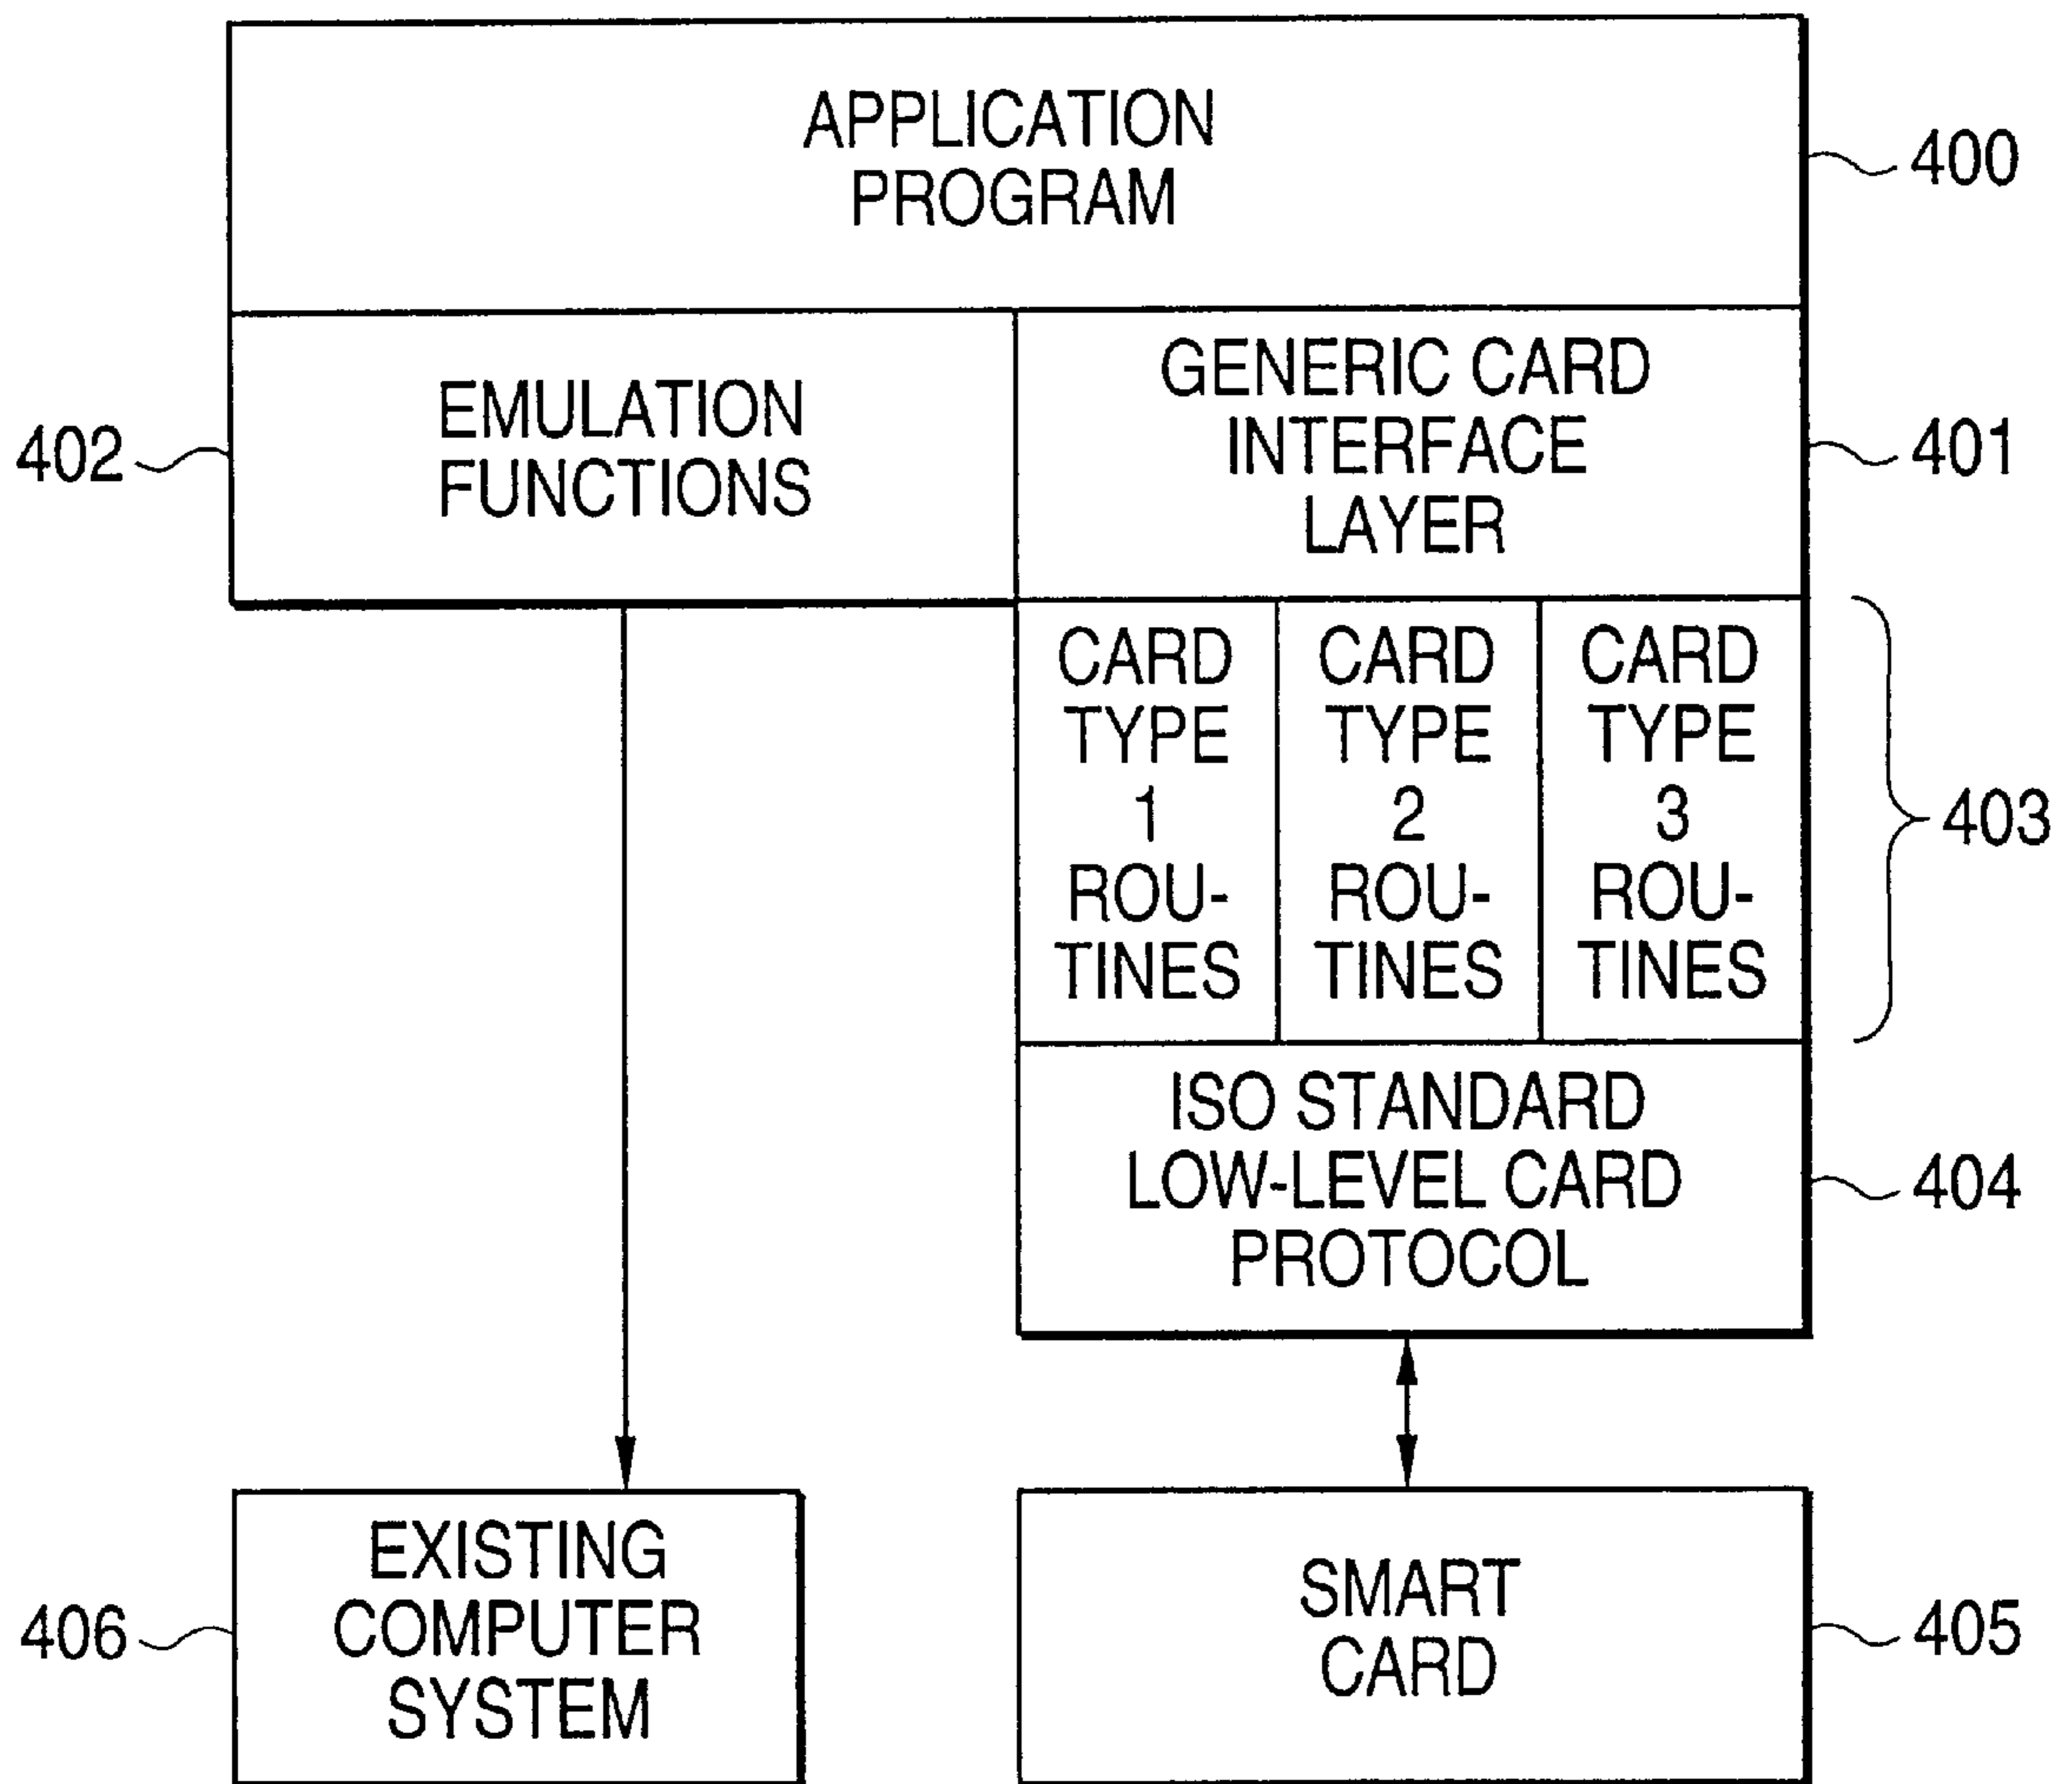 APPLICATION
PROGRAM
400
EMULATION
FUNCTIONS
402
GENERIC CARD
INTERFACE
LAYER
401
CARD
TYPE
1
ROU-
TINES
CARD
TYPE
2
ROU-
TINES
CARD
TYPE
3
ROU-
TINES
403
ISO STANDARD
LOW-LEVEL CARD
PROTOCOL
404
EXISTING
COMPUTER
SYSTEM
406
SMART
CARD
405